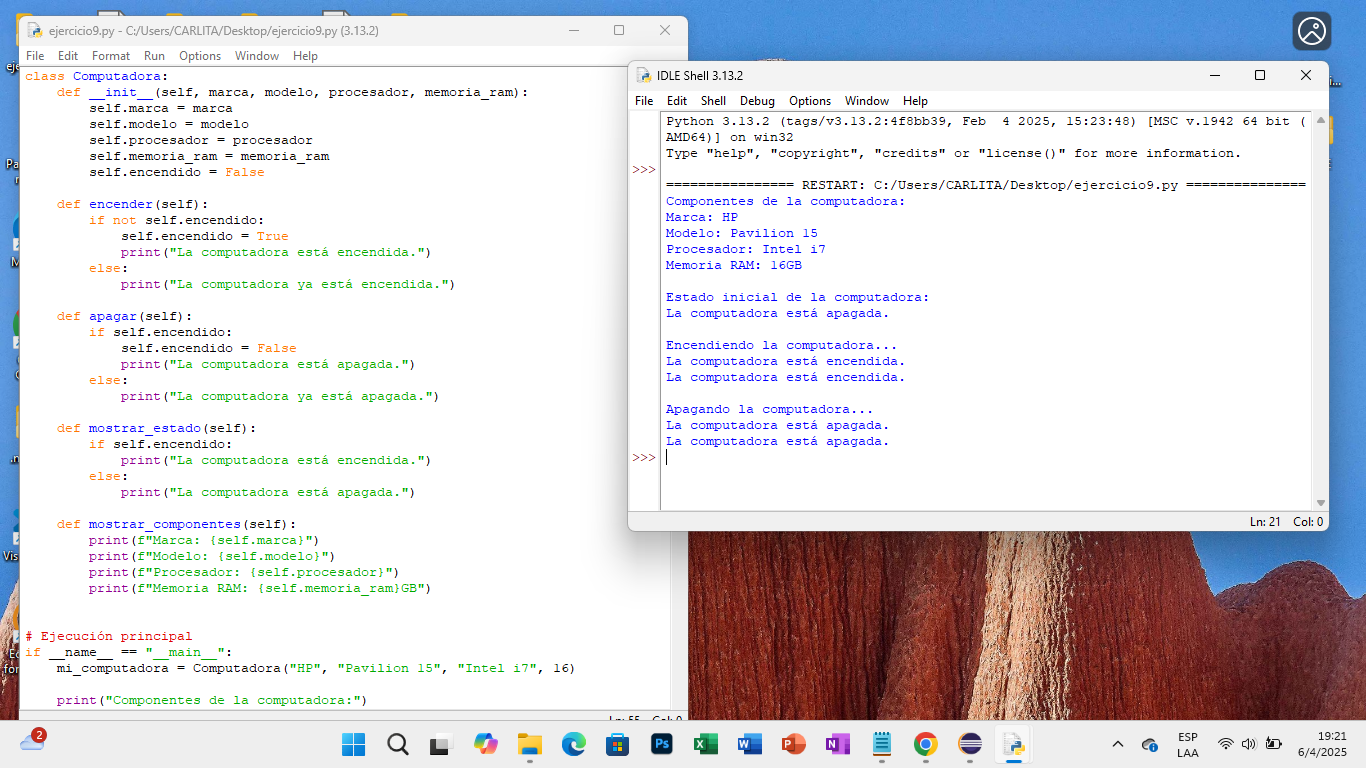 ejercicio9.py - C:/Users/CARLITA/Desktop/ejercicio9.py (3.13.2)
File Edit Format Run Options Window Help
class Computadora:
    def __init__(self, marca, modelo, procesador, memoria_ram):
        self.marca = marca
        self.modelo = modelo
        self.procesador = procesador
        self.memoria_ram = memoria_ram
        self.encendido = False

    def encender(self):
        if not self.encendido:
            self.encendido = True
            print("La computadora está encendida.")
        else:
            print("La computadora ya está encendida.")

    def apagar(self):
        if self.encendido:
            self.encendido = False
            print("La computadora está apagada.")
        else:
            print("La computadora ya está apagada.")

    def mostrar_estado(self):
        if self.encendido:
            print("La computadora está encendida.")
        else:
            print("La computadora está apagada.")

    def mostrar_componentes(self):
        print(f"Marca: {self.marca}")
        print(f"Modelo: {self.modelo}")
        print(f"Procesador: {self.procesador}")
        print(f"Memoria RAM: {self.memoria_ram}GB")


# Ejecución principal
if __name__ == "__main__":
    mi_computadora = Computadora("HP", "Pavilion 15", "Intel i7", 16)

    print("Componentes de la computadora:")
IDLE Shell 3.13.2
File Edit Shell Debug Options Window Help
Python 3.13.2 (tags/v3.13.2:4f8bb39, Feb  4 2025, 15:23:48) [MSC v.1942 64 bit (
AMD64)] on win32
Type "help", "copyright", "credits" or "license()" for more information.
>>>
================ RESTART: C:/Users/CARLITA/Desktop/ejercicio9.py ===============
Componentes de la computadora:
Marca: HP
Modelo: Pavilion 15
Procesador: Intel i7
Memoria RAM: 16GB

Estado inicial de la computadora:
La computadora está apagada.

Encendiendo la computadora...
La computadora está encendida.
La computadora está encendida.

Apagando la computadora...
La computadora está apagada.
La computadora está apagada.
>>>
Ln: 21 Col: 0
2
Ps
ESP
LAA
19:21
6/4/2025